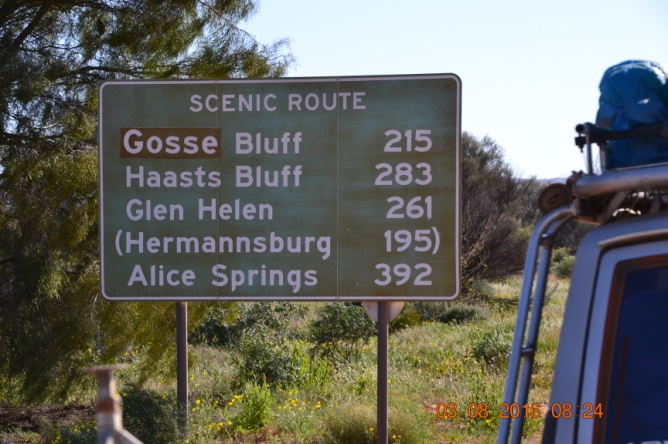 SCENIC ROUTE
Gosse Bluff 215
Haasts Bluff 283
Glen Helen 261
(Hermannsburg 195)
Alice Springs 392
03.08.2016 08:24